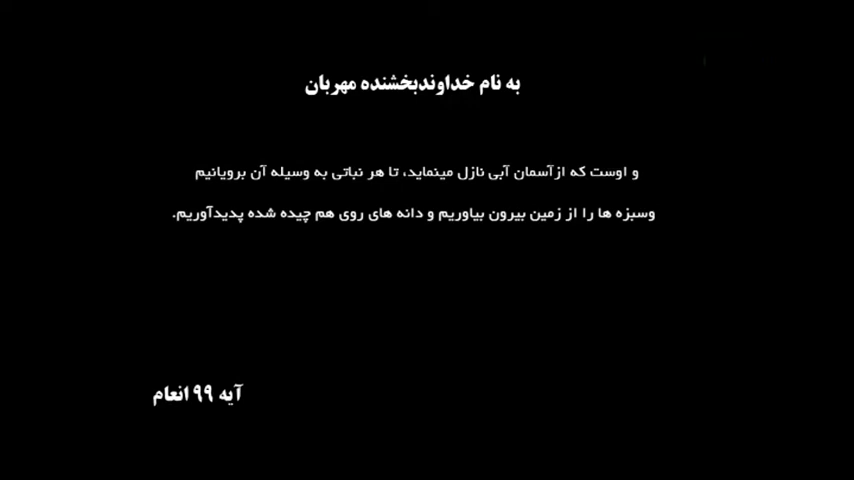 به نام خداوندبخشنده مهربان
و اوست که ازآسمان آبی نازل مینماید، تا هر نباتی به وسیله آن برویانیم
وسبزه ها را از زمین بیرون بیاوریم و دانه های روی هم چیده شده پدیدآوریم.
آیه ۹۹ انعام